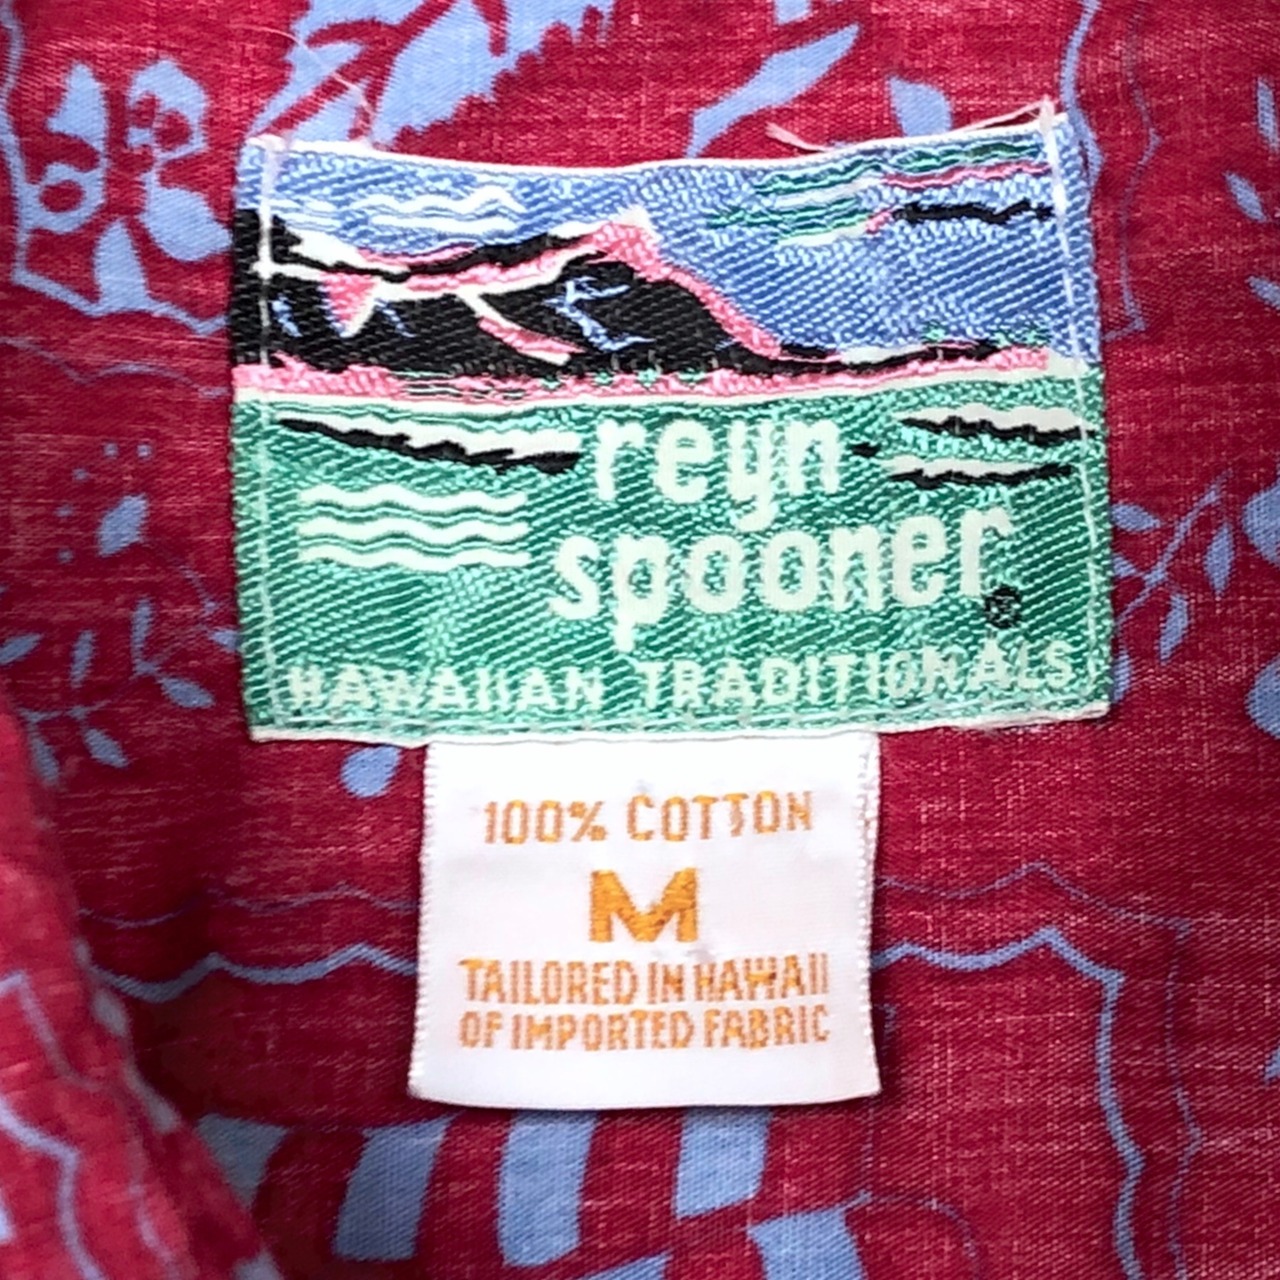 reyn
spooner®
HAWAIIAN TRADITIONALS
100% COTTON
M
TAILORED IN HAWAII
OF IMPORTED FABRIC